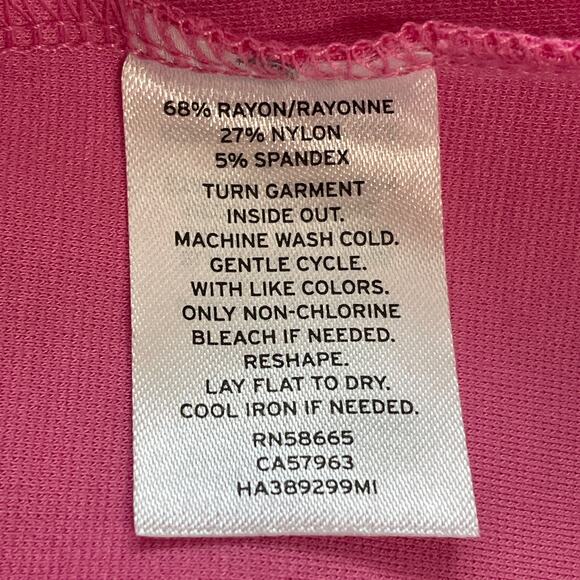 68% RAYON/RAYONNE
27% NYLON
5% SPANDEX
TURN GARMENT
INSIDE OUT.
MACHINE WASH COLD.
GENTLE CYCLE.
WITH LIKE COLORS.
ONLY NON-CHLORINE
BLEACH IF NEEDED.
RESHAPE.
LAY FLAT TO DRY.
COOL IRON IF NEEDED.
RN58665
CA57963
HA389299MI